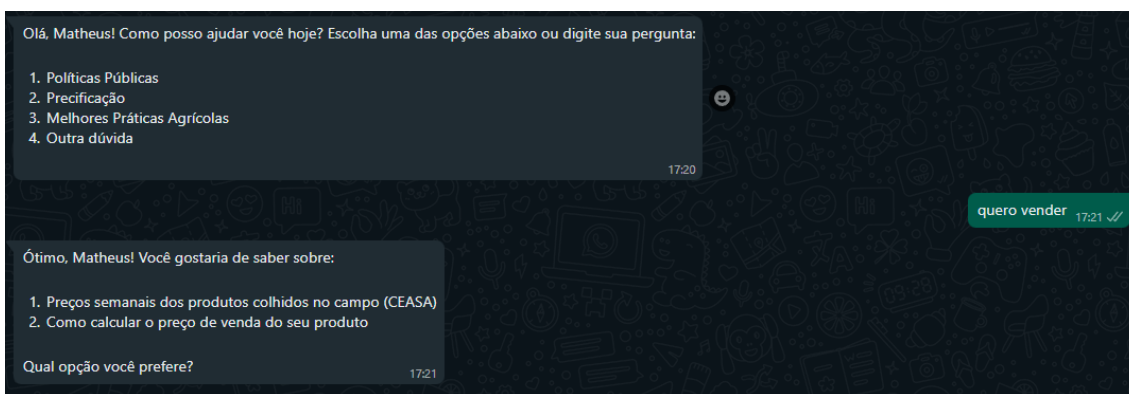 Olá, Matheus! Como posso ajudar você hoje? Escolha uma das opções abaixo ou digite sua pergunta:
1. Políticas Públicas
2. Precificação
3. Melhores Práticas Agrícolas
4. Outra dúvida
17:20
quero vender 17:21
Ótimo, Matheus! Você gostaria de saber sobre:
1. Preços semanais dos produtos colhidos no campo (CEASA)
2. Como calcular o preço de venda do seu produto
Qual opção você prefere?
17:21